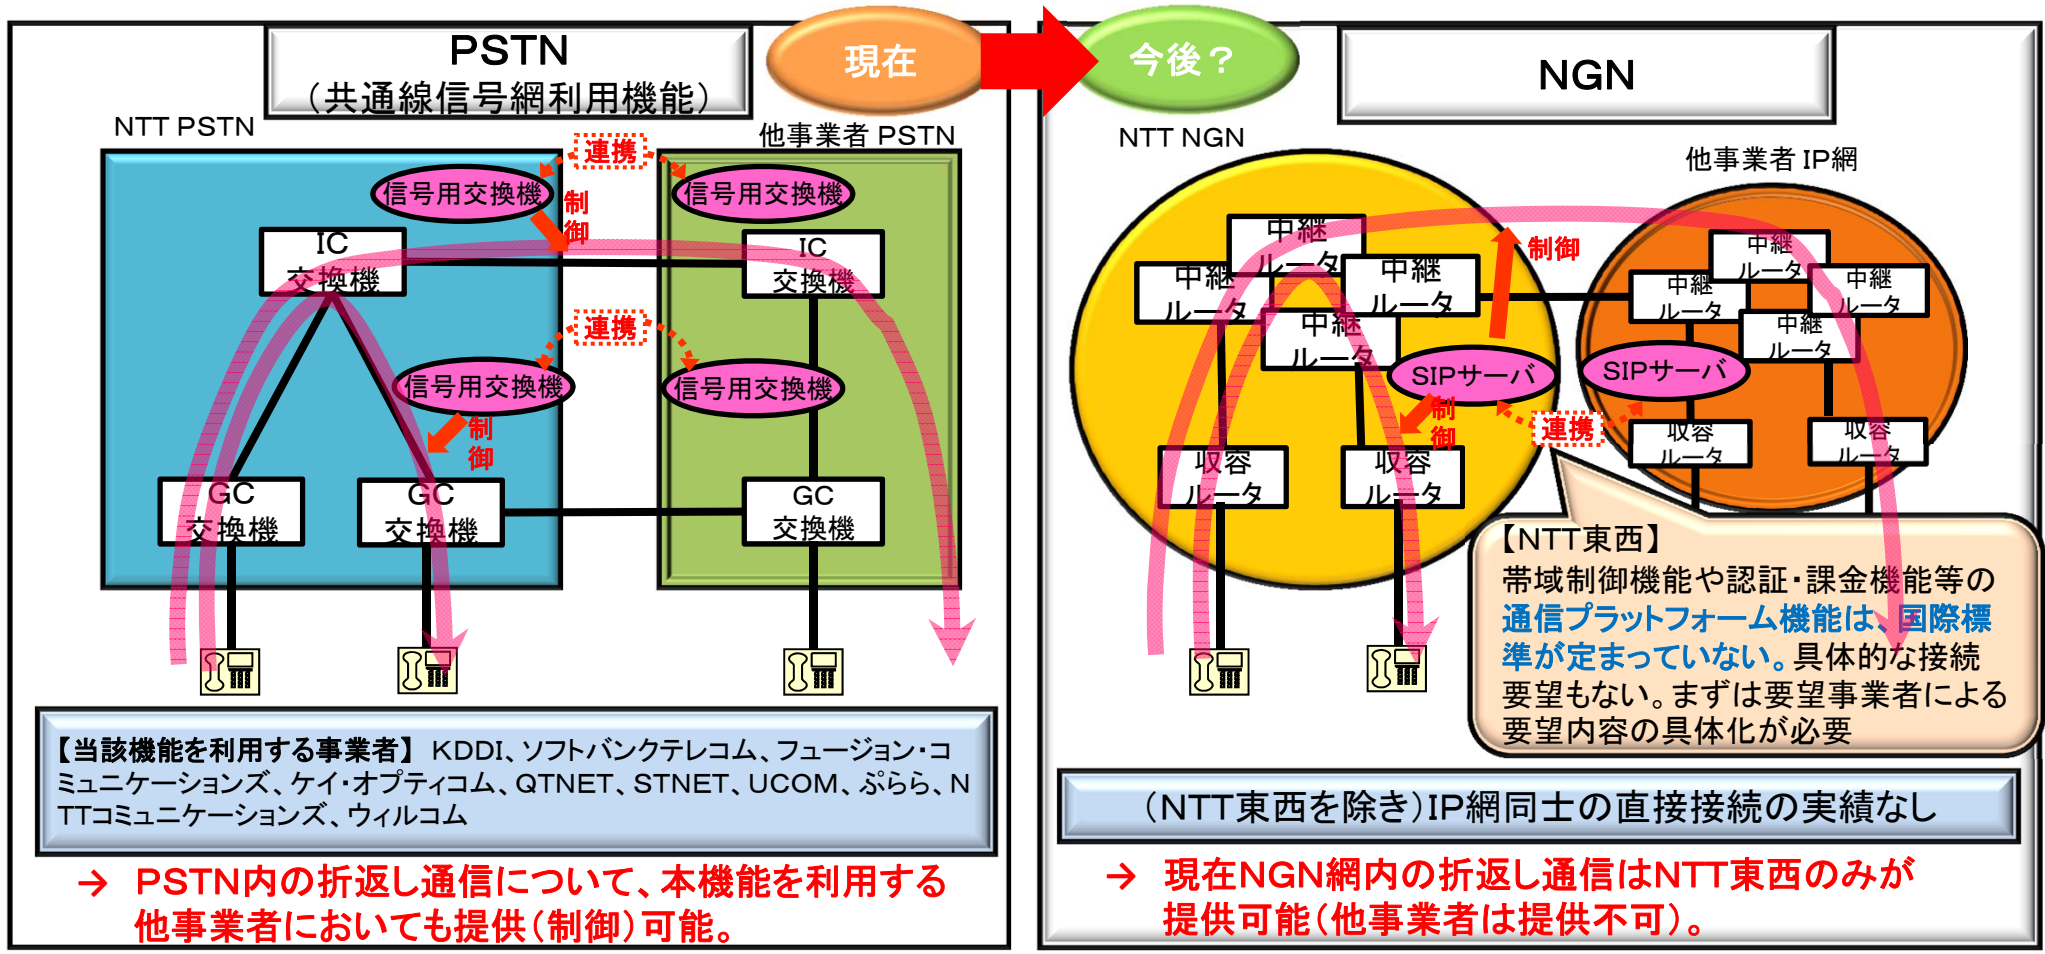 PSTN
（共通線信号網利用機能）
現在
NTT PSTN
他事業者 PSTN
連携
信号用交換機
信号用交換機
制
御
IC
交換機
IC
交換機
連携
信号用交換機
信号用交換機
制
御
GC
交換機
GC
交換機
GC
交換機
【当該機能を利用する事業者】 KDDI、ソフトバンクテレコム、フュージョン・コ
ミュニケーションズ、ケイ・オプティコム、QTNET、STNET、UCOM、ぷらら、N
TTコミュニケーションズ、ウィルコム
→ PSTN内の折返し通信について、本機能を利用する
他事業者においても提供（制御）可能。
今後？
NGN
NTT NGN
他事業者 IP網
中継
ルータ
中継
ルータ
中継
ルータ
中継
ルータ
制御
中継
ルータ
中継
ルータ
中継
ルータ
中継
ルータ
SIPサーバ
SIPサーバ
制
御
連携
収容
ルータ
収容
ルータ
収容
ルータ
収容
ルータ
【NTT東西】
帯域制御機能や認証・課金機能等の
通信プラットフォーム機能は、国際標
準が定まっていない。具体的な接続
要望もない。まずは要望事業者による
要望内容の具体化が必要
（NTT東西を除き）IP網同士の直接接続の実績なし
→ 現在NGN網内の折返し通信はNTT東西のみが
提供可能（他事業者は提供不可）。